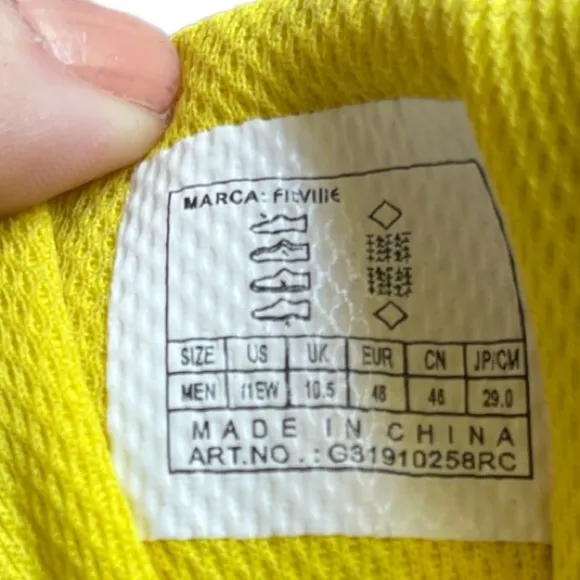 MARCA: FitVille
SIZE US UK EUR CN JP/CM
MEN 11EW 10.5 46 46 29.0
MADE IN CHINA
ART.NO.:G31910258RC